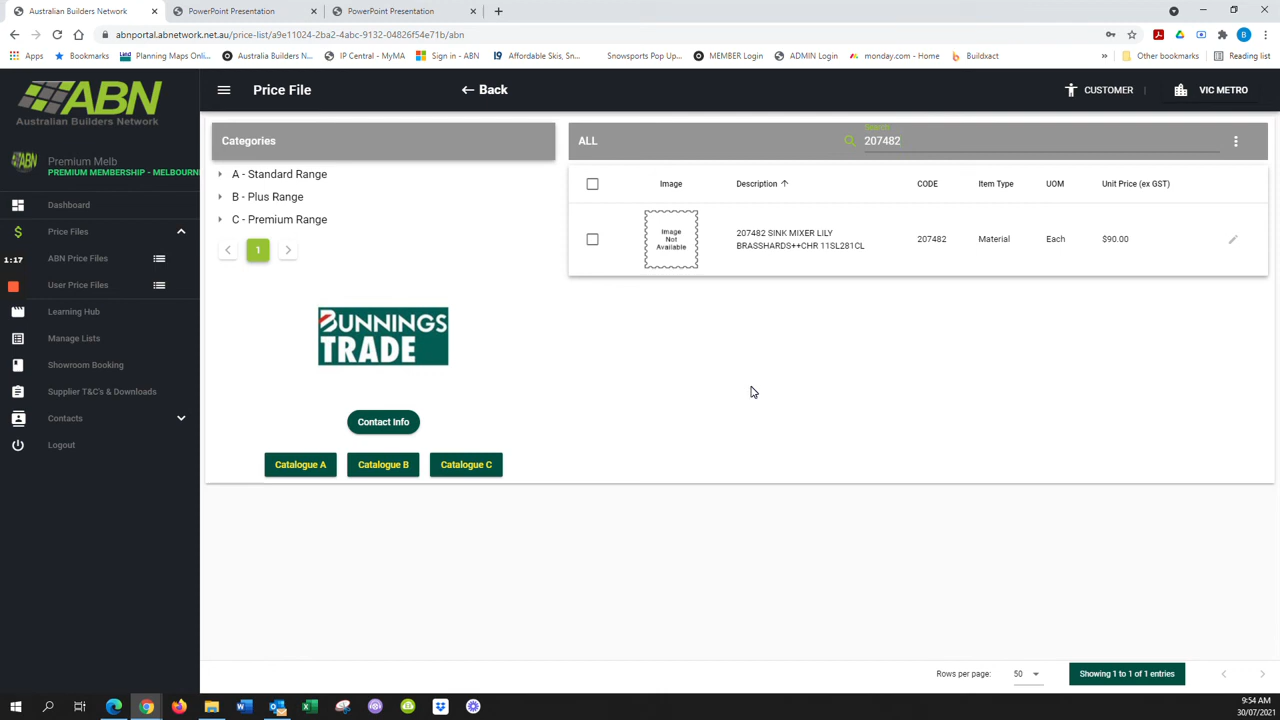 Australian Builders Network
PowerPoint Presentation
PowerPoint Presentation
abnportal.abnetwork.net.au/price-list/a9e11024-2ba2-4abc-9132-04826f54e71b/abn
Apps
Bookmarks
Planning Maps Onli...
Australia Builders N...
IP Central - MyMA
Sign in - ABN
Affordable Skis, Sn...
Snowsports Pop Up...
MEMBER Login
ADMIN Login
monday.com - Home
Buildxact
»
Other bookmarks
Reading list
B
ABN
Australian Builders Network
Price File
Back
CUSTOMER
VIC METRO
ABN
Premium Melb
PREMIUM MEMBERSHIP - MELBOURN
Dashboard
Price Files
1:17
ABN Price Files
User Price Files
Learning Hub
Manage Lists
Showroom Booking
Supplier T&C's & Downloads
Contacts
Logout
Categories
A - Standard Range
B - Plus Range
C - Premium Range
1
BUNNINGS
TRADE
Contact Info
Catalogue A
Catalogue B
Catalogue C
ALL
Search
207482
Image
Description
CODE
Item Type
UOM
Unit Price (ex GST)
Image
Not
Available
207482 SINK MIXER LILY
BRASSHARDS++CHR 11SL281CL
207482
Material
Each
$90.00
Rows per page:
50
Showing 1 to 1 of 1 entries
9:54 AM
30/07/2021